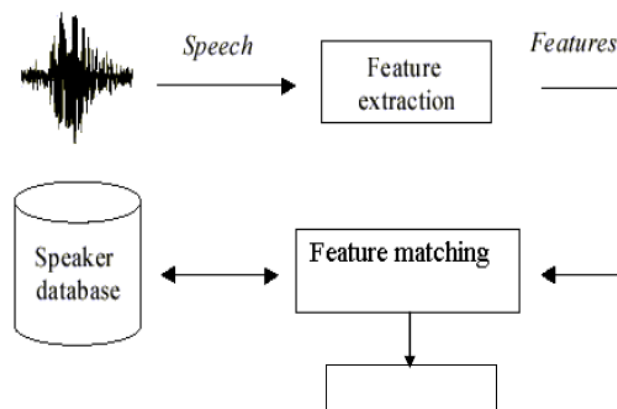 Speech
Features
Feature
extraction
Speaker
database
Feature matching